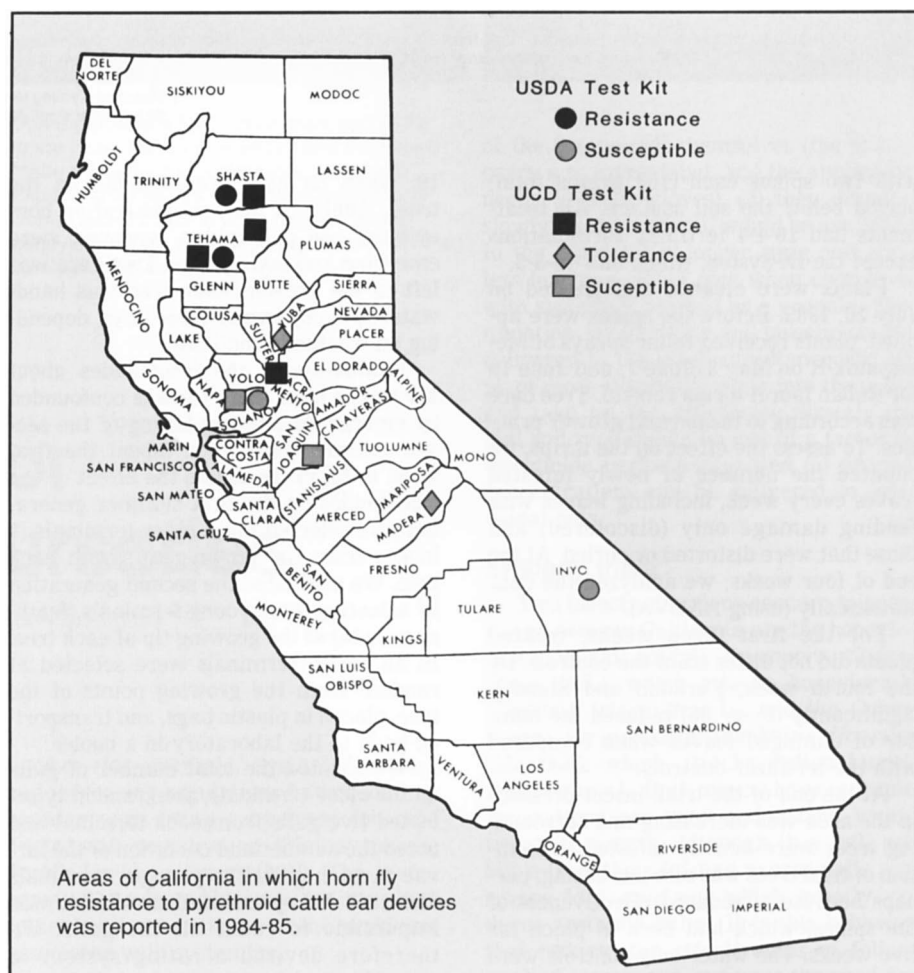 DEL
NORTE
SISKIYOU
MODOC
HUMBOLDT
TRINITY
SHASTA
LASSEN
TEHAMA
PLUMAS
MENDOCINO
GLENN
BUTTE
SIERRA
COLUSA
YUBA
NEVADA
LAKE
SUTTER
PLACER
SONOMA
NAPA
YOLO
SACRA
MENTO
EL DORADO
ALPINE
SOLANO
AMADOR
CALAVERAS
MARIN
CONTRA
COSTA
SAN
JOAQUIN
TUOLUMNE
SAN FRANCISCO
ALAMEDA
STANISLAUS
MONO
SAN MATEO
SANTA
CLARA
MERCED
MARIPOSA
SANTA CRUZ
MADERA
SAN
BENITO
FRESNO
INYC
MONTEREY
TULARE
KINGS
SAN LUIS
OBISPO
KERN
SAN BERNARDINO
SANTA
BARBARA
VENTURA
LOS
ANGELES
ORANGE
RIVERSIDE
SAN DIEGO
IMPERIAL
USDA Test Kit
Resistance
Susceptible
UCD Test Kit
Resistance
Tolerance
Suceptible
Areas of California in which horn fly
resistance to pyrethroid cattle ear devices
was reported in 1984-85.